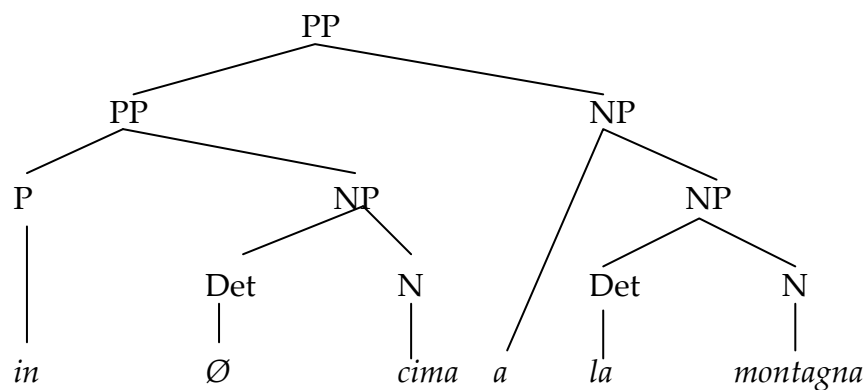 PP
PP NP
P NP NP
Det N Det N
in Ø cima a la montagna